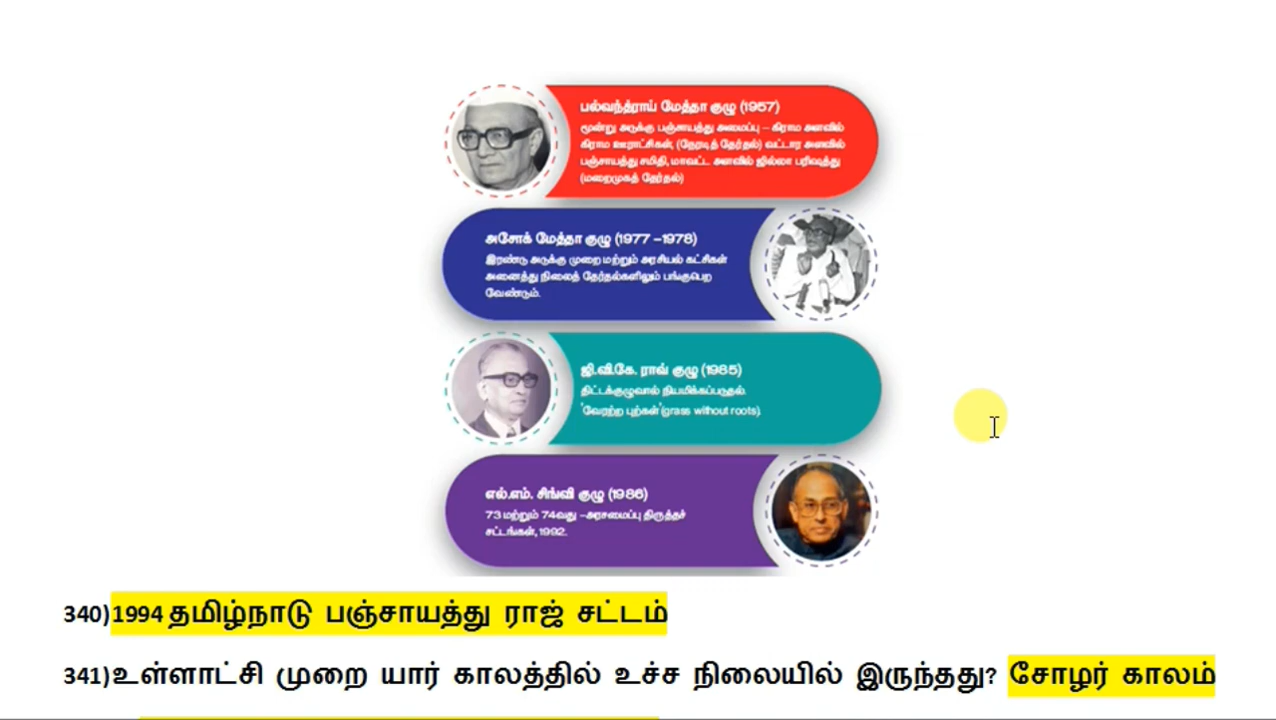 பல்வந்த்ராய் மேத்தா குழு (1957)
மூன்று அடுக்கு பஞ்சாயத்து அமைப்பு – கிராம அளவில்
கிராம ஊராட்சிகள், (நேரடித் தேர்தல்) வட்டார அளவில்
பஞ்சாயத்து சமிதி, மாவட்ட அளவில் ஜில்லா பரிஷத்து
(மறைமுகத் தேர்தல்)
அசோக் மேத்தா குழு (1977 –1978)
இரண்டு அடுக்கு முறை மற்றும் அரசியல் கட்சிகள்
அனைத்து நிலைத் தேர்தல்களிலும் பங்குபெற
வேண்டும்.
ஜி.வி.கே. ராவ் குழு (1985)
திட்டக்குழுவால் நியமிக்கப்படுதல்.
'வேரற்ற புற்கள்'(grass without roots).
எல்.எம். சிங்வி குழு (1986)
73 மற்றும் 74வது –அரசமைப்பு திருத்தச்
சட்டங்கள், 1992.
340)1994 தமிழ்நாடு பஞ்சாயத்து ராஜ் சட்டம்
341)உள்ளாட்சி முறை யார் காலத்தில் உச்ச நிலையில் இருந்தது? சோழர் காலம்